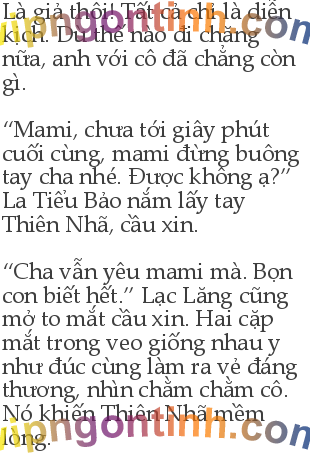 Là giả thôi! Tất cả chỉ là diễn
kịch. Dù thế nào đi chăng
nữa, anh với cô đã chẳng còn
gì.
“Mami, chưa tới giây phút
cuối cùng, mami đừng buông
tay cha nhé. Được không ạ?”
La Tiểu Bảo nắm lấy tay
Thiên Nhã, cầu xin.
“Cha vẫn yêu mami mà. Bọn
con biết hết.” Lạc Lăng cũng
mở to mắt cầu xin. Hai cặp
mắt trong veo giống nhau y
như đúc cùng làm ra vẻ đáng
thương, nhìn chằm chằm cô.
Nó khiến Thiên Nhã mềm
lòng.
vipngontinh.com
vipngontinh.com